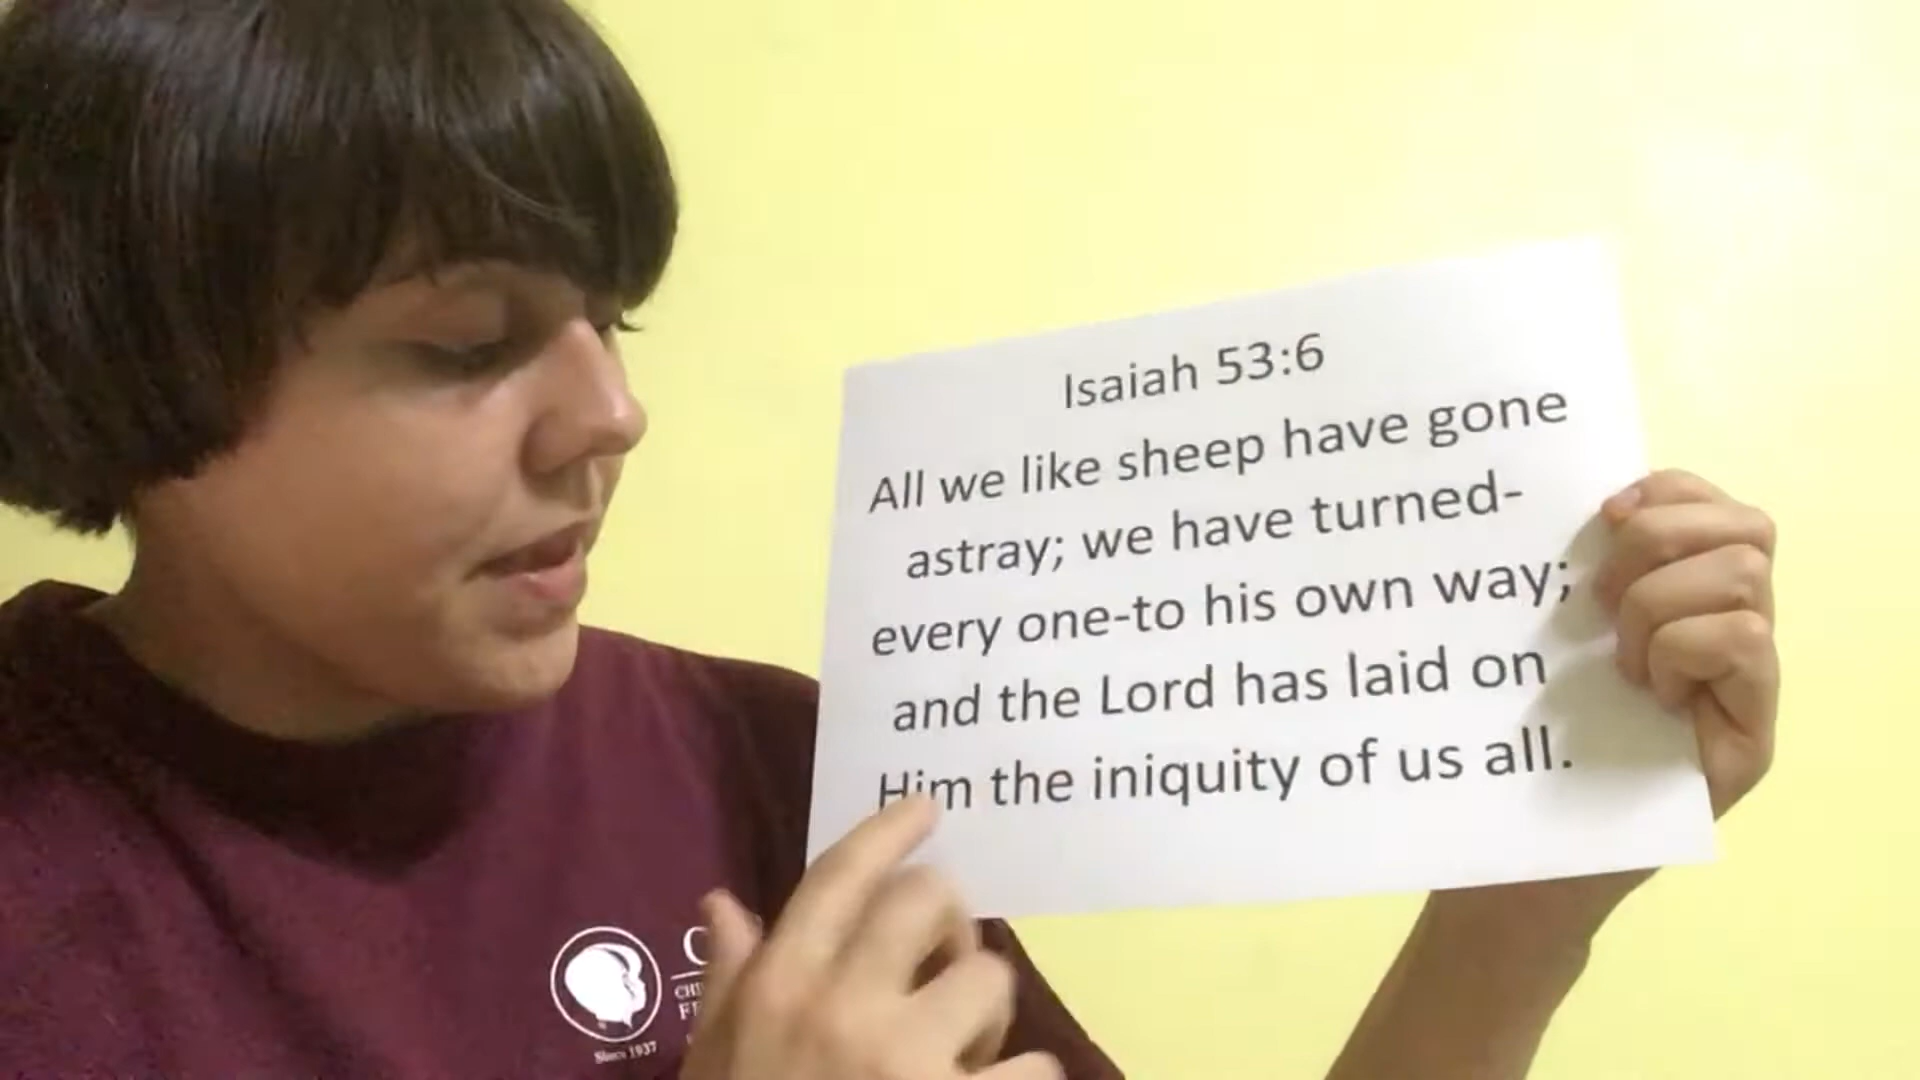 Isaiah 53:6
All we like sheep have gone
astray; we have turned-
every one-to his own way;
and the Lord has laid on
Him the iniquity of us all.
Since 1937